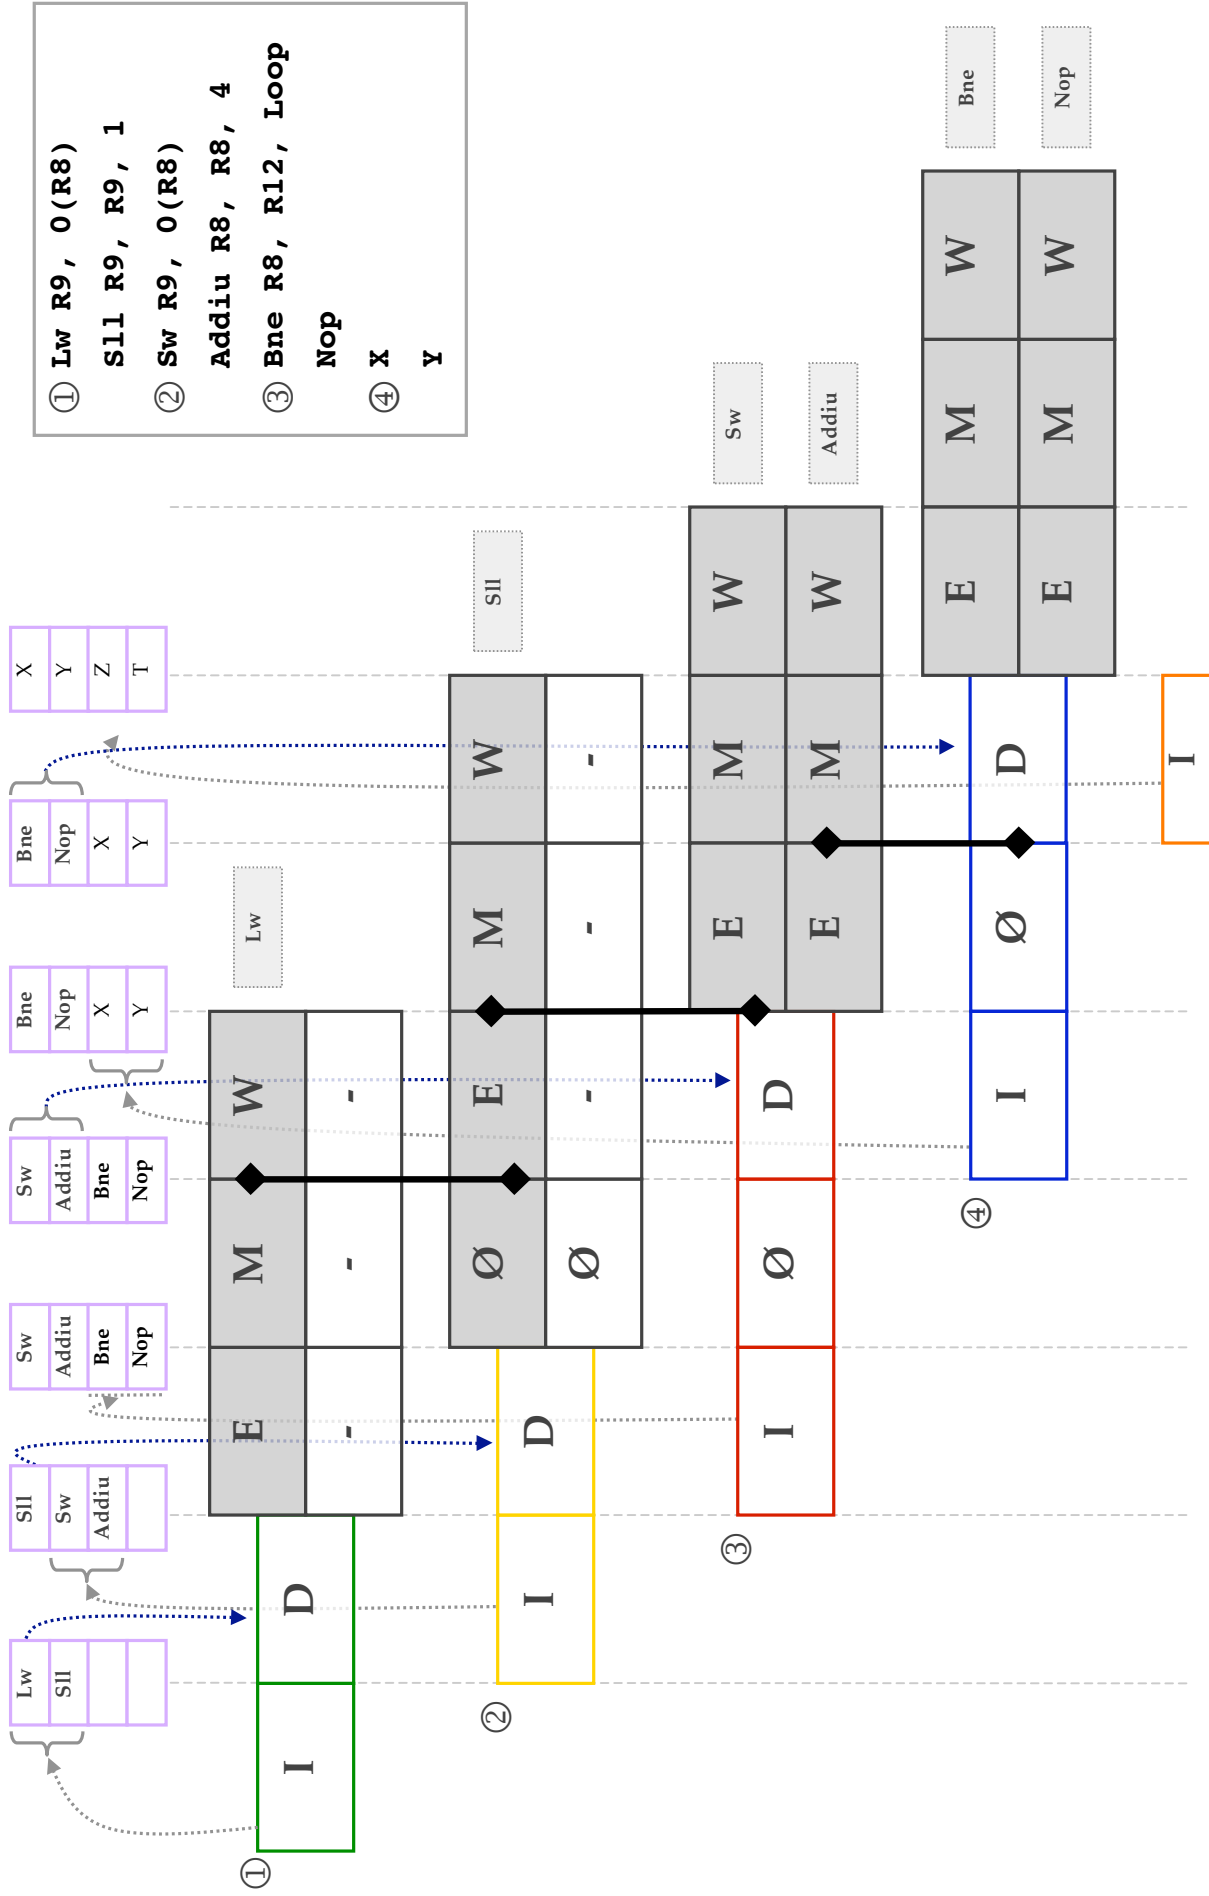 Lw Sll Sw Sw Bne Bne X
Sll Sw Addiu Addiu Nop Nop Y
Addiu Bne Bne X X Z
Nop Nop Y Y T
① Lw R9, 0(R8)
Sll R9, R9, 1
② Sw R9, 0(R8)
Addiu R8, R8, 4
③ Bne R8, R12, Loop
Nop
④ X
Y
E M W Lw
① I D
- - -
Ø E M W Sll
② I D
Ø - - -
E M W Sw
③ I Ø D
E M W Addiu
E M W Bne
④ I Ø D
E M W Nop
I